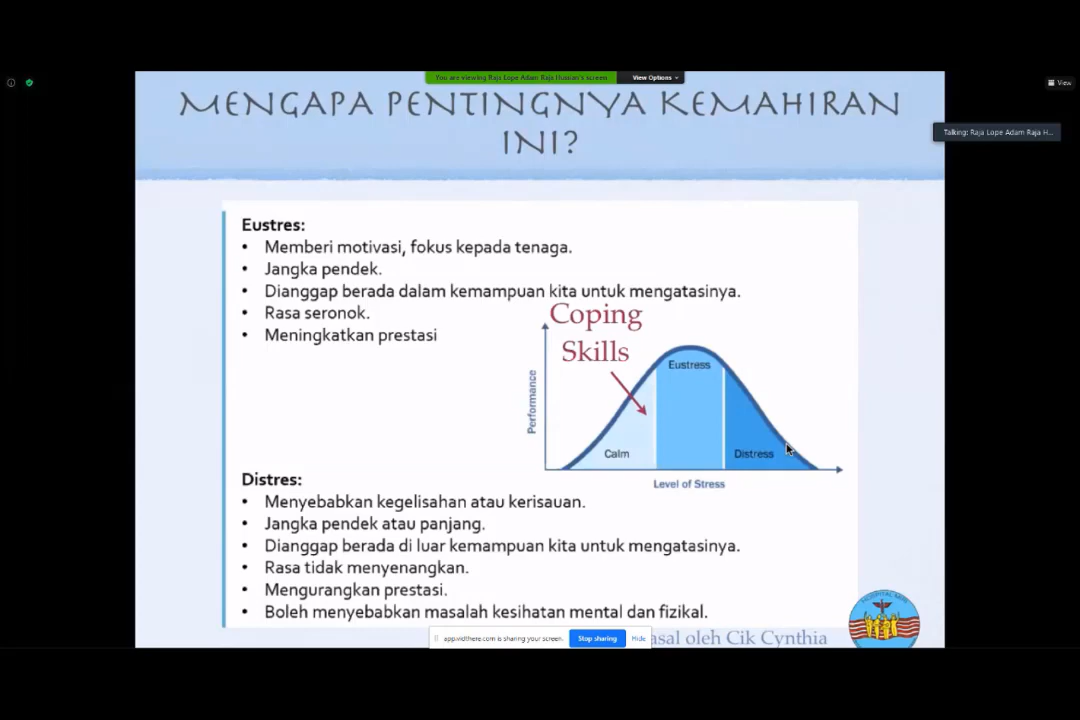 You are viewing Raja Lope Adam Raja Hussian's screen
View Options
View
MENGAPA PENTINGNYA KEMAHIRAN
INI?
Talking: Raja Lope Adam Raja H...
Eustres:
• Memberi motivasi, fokus kepada tenaga.
• Jangka pendek.
• Dianggap berada dalam kemampuan kita untuk mengatasinya.
• Rasa seronok.
• Meningkatkan prestasi
Coping
Skills
Performance
Calm
Eustress
Distress
Level of Stress
Distres:
• Menyebabkan kegelisahan atau kerisauan.
• Jangka pendek atau panjang.
• Dianggap berada di luar kemampuan kita untuk mengatasinya.
• Rasa tidak menyenangkan.
• Mengurangkan prestasi.
• Boleh menyebabkan masalah kesihatan mental dan fizikal.
app.vidthere.com is sharing your screen.
Stop sharing
Hide
asal oleh Cik Cynthia